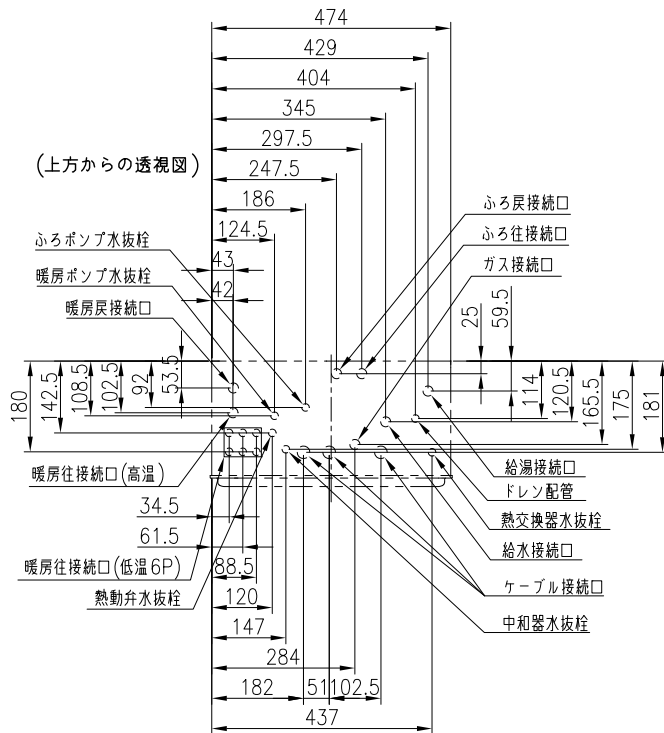 474
429
404
345
297.5
(上方からの透視図)
247.5
186
124.5
43
42
ふろ戻接続口
ふろ往接続口
ガス接続口
ふろポンプ水抜栓
暖房ポンプ水抜栓
暖房戻接続口
25
59.5
180
142.5
108.5
102.5
92
53.5
114
120.5
165.5
175
181
暖房往接続口(高温)
34.5
61.5
暖房往接続口(低温6P)
88.5
熱動弁水抜栓
120
147
284
182
51
102.5
437
給湯接続口
ドレン配管
熱交換器水抜栓
給水接続口
ケーブル接続口
中和器水抜栓